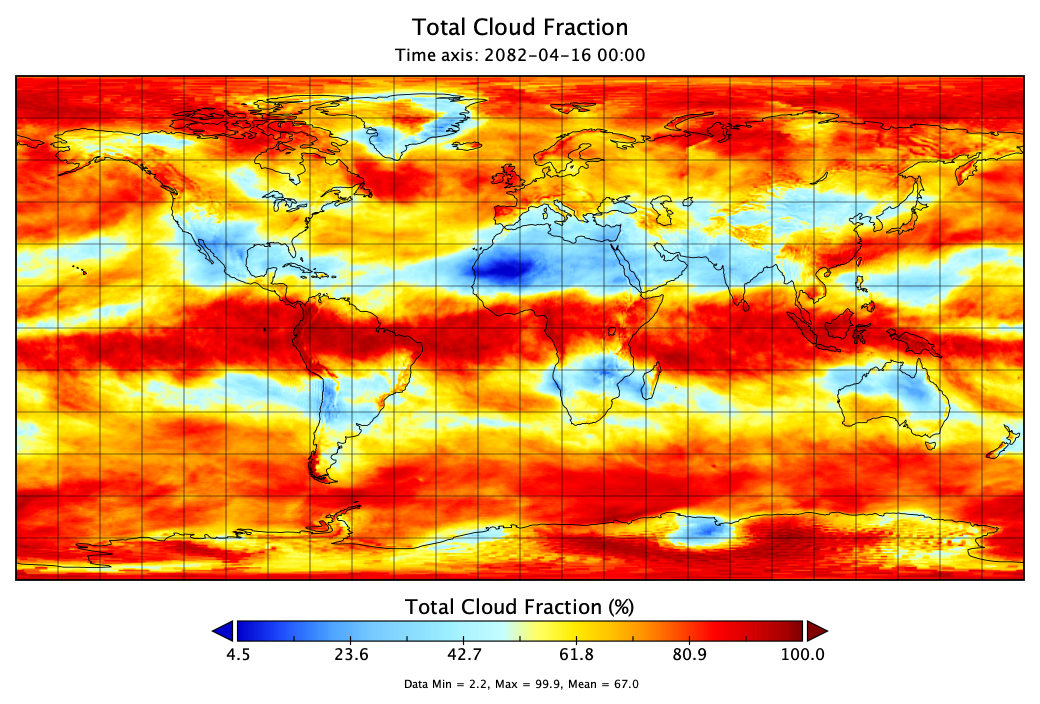 Total Cloud Fraction
Time axis: 2082-04-16 00:00
Total Cloud Fraction (%)
4.5 23.6 42.7 61.8 80.9 100.0
Data Min = 2.2, Max = 99.9, Mean = 67.0